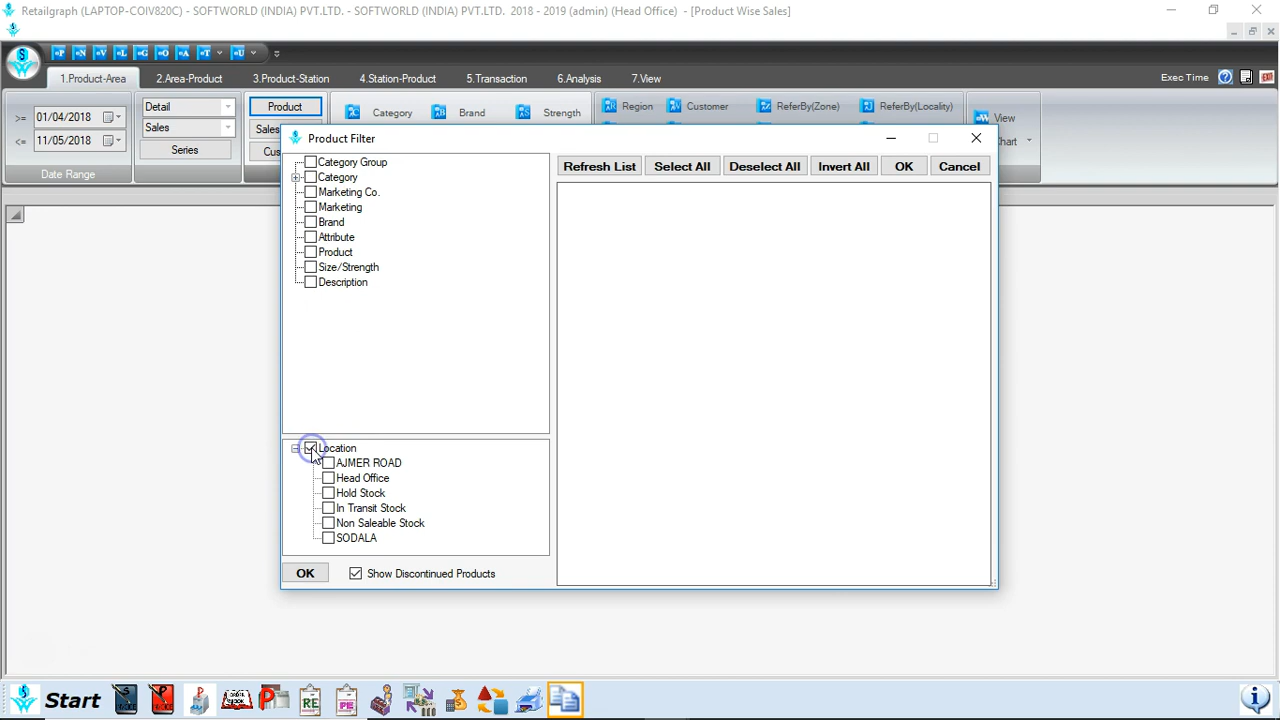 Retailgraph (LAPTOP-COIV820C) - SOFTWORLD (INDIA) PVT.LTD. - SOFTWORLD (INDIA) PVT.LTD. 2018 - 2019 (admin) (Head Office) - [Product Wise Sales]
P N V L G O A T U
1.Product-Area 2.Area-Product 3.Product-Station 4.Station-Product 5.Transaction 6.Analysis 7.View Exec Time
>= 01/04/2018 Detail Product Category Brand Strength Region Customer ReferBy(Zone) ReferBy(Locality) View
<= 11/05/2018 Sales Sales
Series
Date Range
Product Filter
Refresh List Select All Deselect All Invert All OK Cancel
Category Group
Category
Marketing Co.
Marketing
Brand
Attribute
Product
Size/Strength
Description
Location
AJMER ROAD
Head Office
Hold Stock
In Transit Stock
Non Saleable Stock
SODALA
OK Show Discontinued Products
Start RE PE